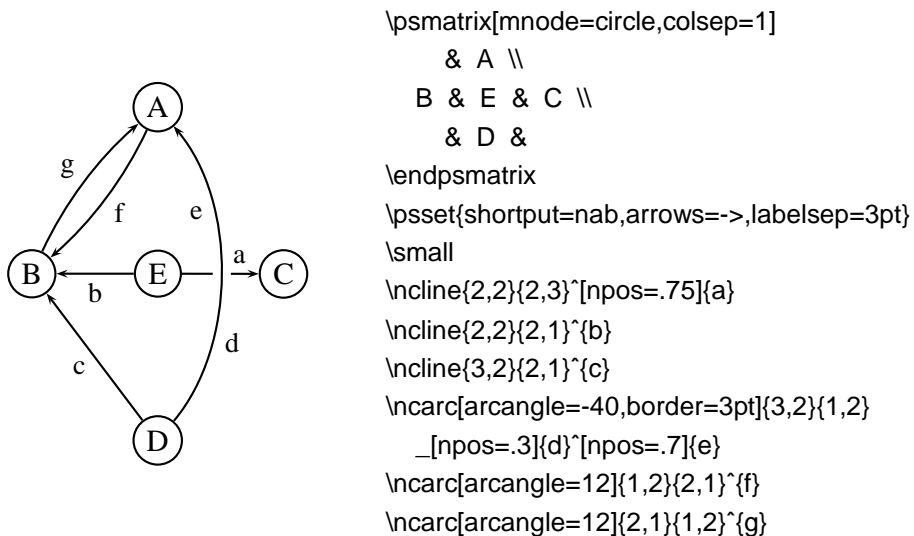 A
g
f
e
B
E
a
C
b
d
c
D
\psmatrix[mnode=circle,colsep=1]
& A \\
B & E & C \\
& D &
\endpsmatrix
\psset{shortput=nab,arrows=->,labelsep=3pt}
\small
\ncline{2,2}{2,3}^[npos=.75]{a}
\ncline{2,2}{2,1}^{b}
\ncline{3,2}{2,1}^{c}
\ncarc[arcangle=-40,border=3pt]{3,2}{1,2}
_[npos=.3]{d}^[npos=.7]{e}
\ncarc[arcangle=12]{1,2}{2,1}^{f}
\ncarc[arcangle=12]{2,1}{1,2}^{g}